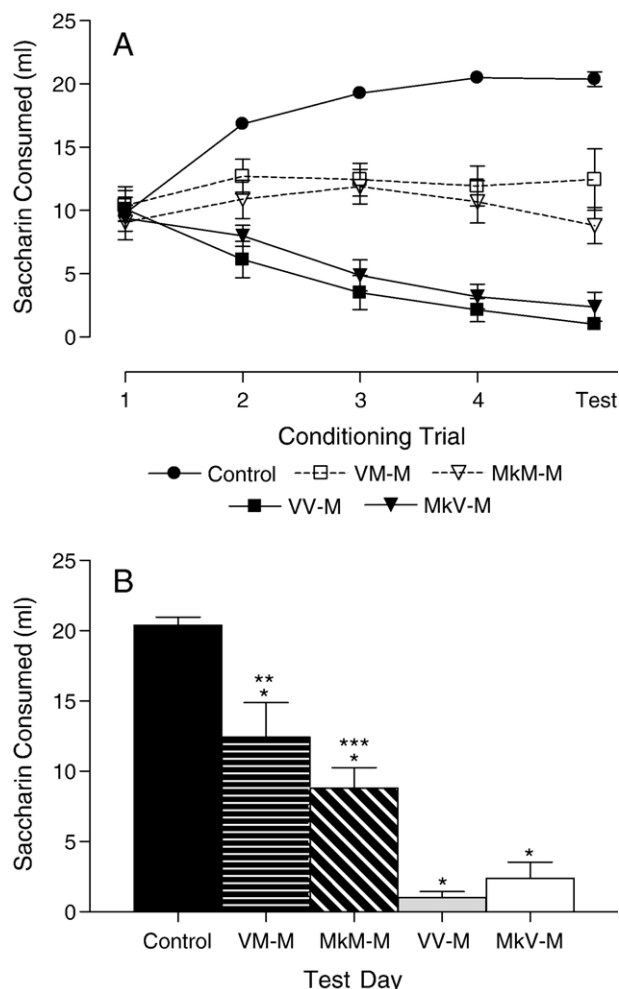 A
Saccharin Consumed (ml)
25
20
15
10
5
0
1 2 3 4 Test
Conditioning Trial
Control VM-M MkM-M
VV-M MkV-M
B
Saccharin Consumed (ml)
25
20
15
10
5
0
**
*
***
*
*
*
Control VM-M MkM-M VV-M MkV-M
Test Day